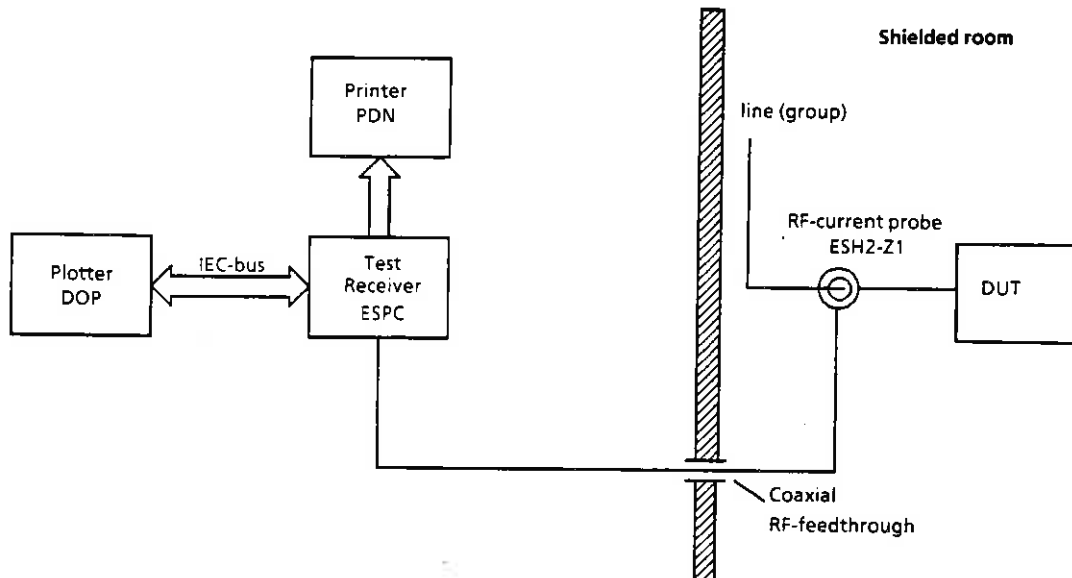 Shielded room
Printer
PDN
line (group)
RF-current probe
ESH2-Z1
Plotter
DOP
IEC-bus
Test
Receiver
ESPC
DUT
Coaxial
RF-feedthrough